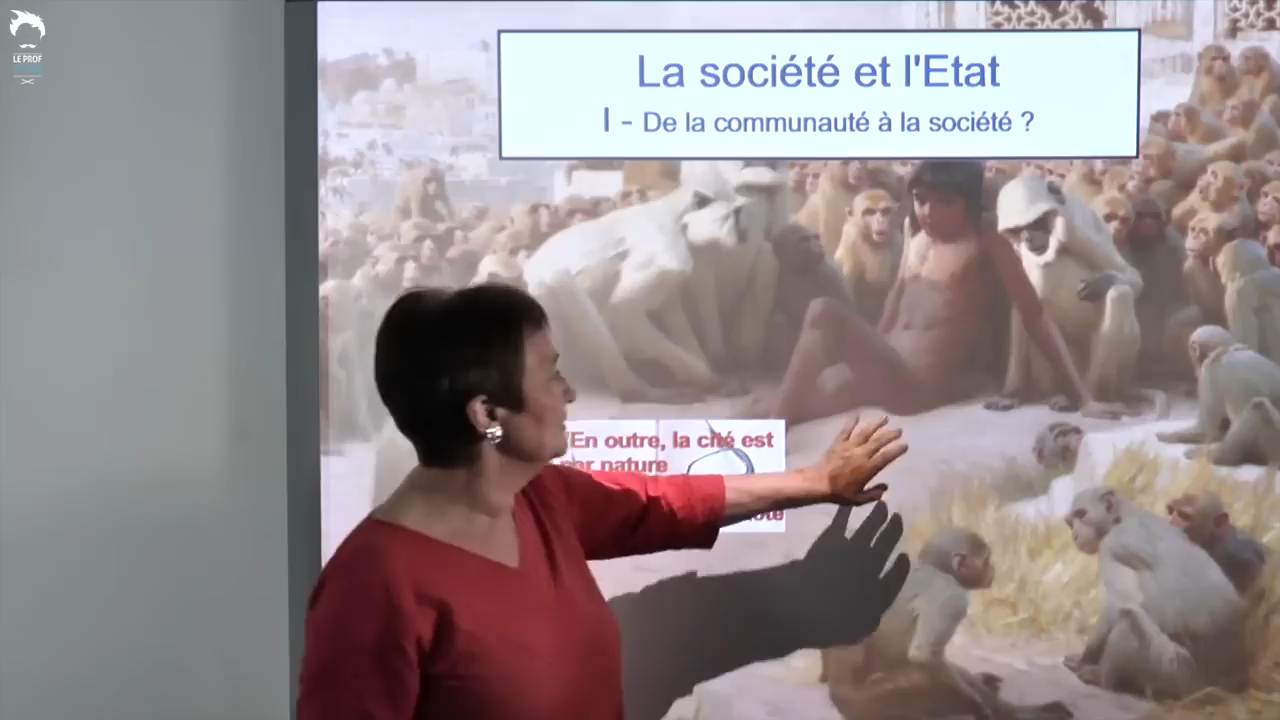 LE PROF
La société et l'Etat
I - De la communauté à la société ?
"En outre, la cité est
par nature